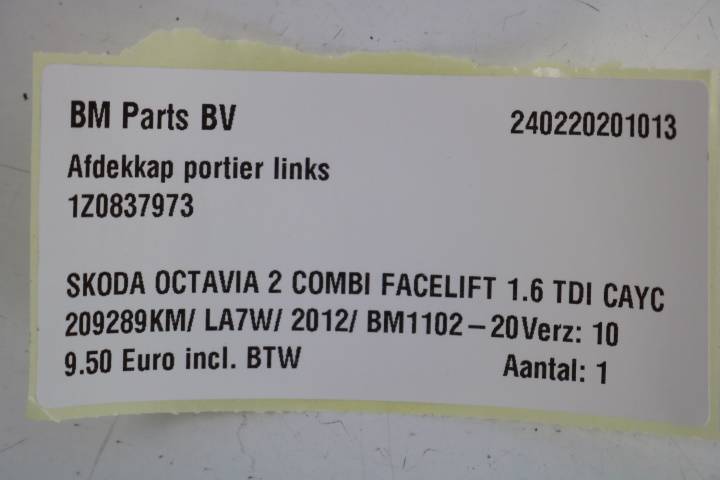 BM Parts BV 240220201013
Afdekkap portier links
1Z0837973
SKODA OCTAVIA 2 COMBI FACELIFT 1.6 TDI CAYC
209289KM/ LA7W/ 2012/ BM1102-20Verz: 10
9.50 Euro incl. BTW Aantal: 1